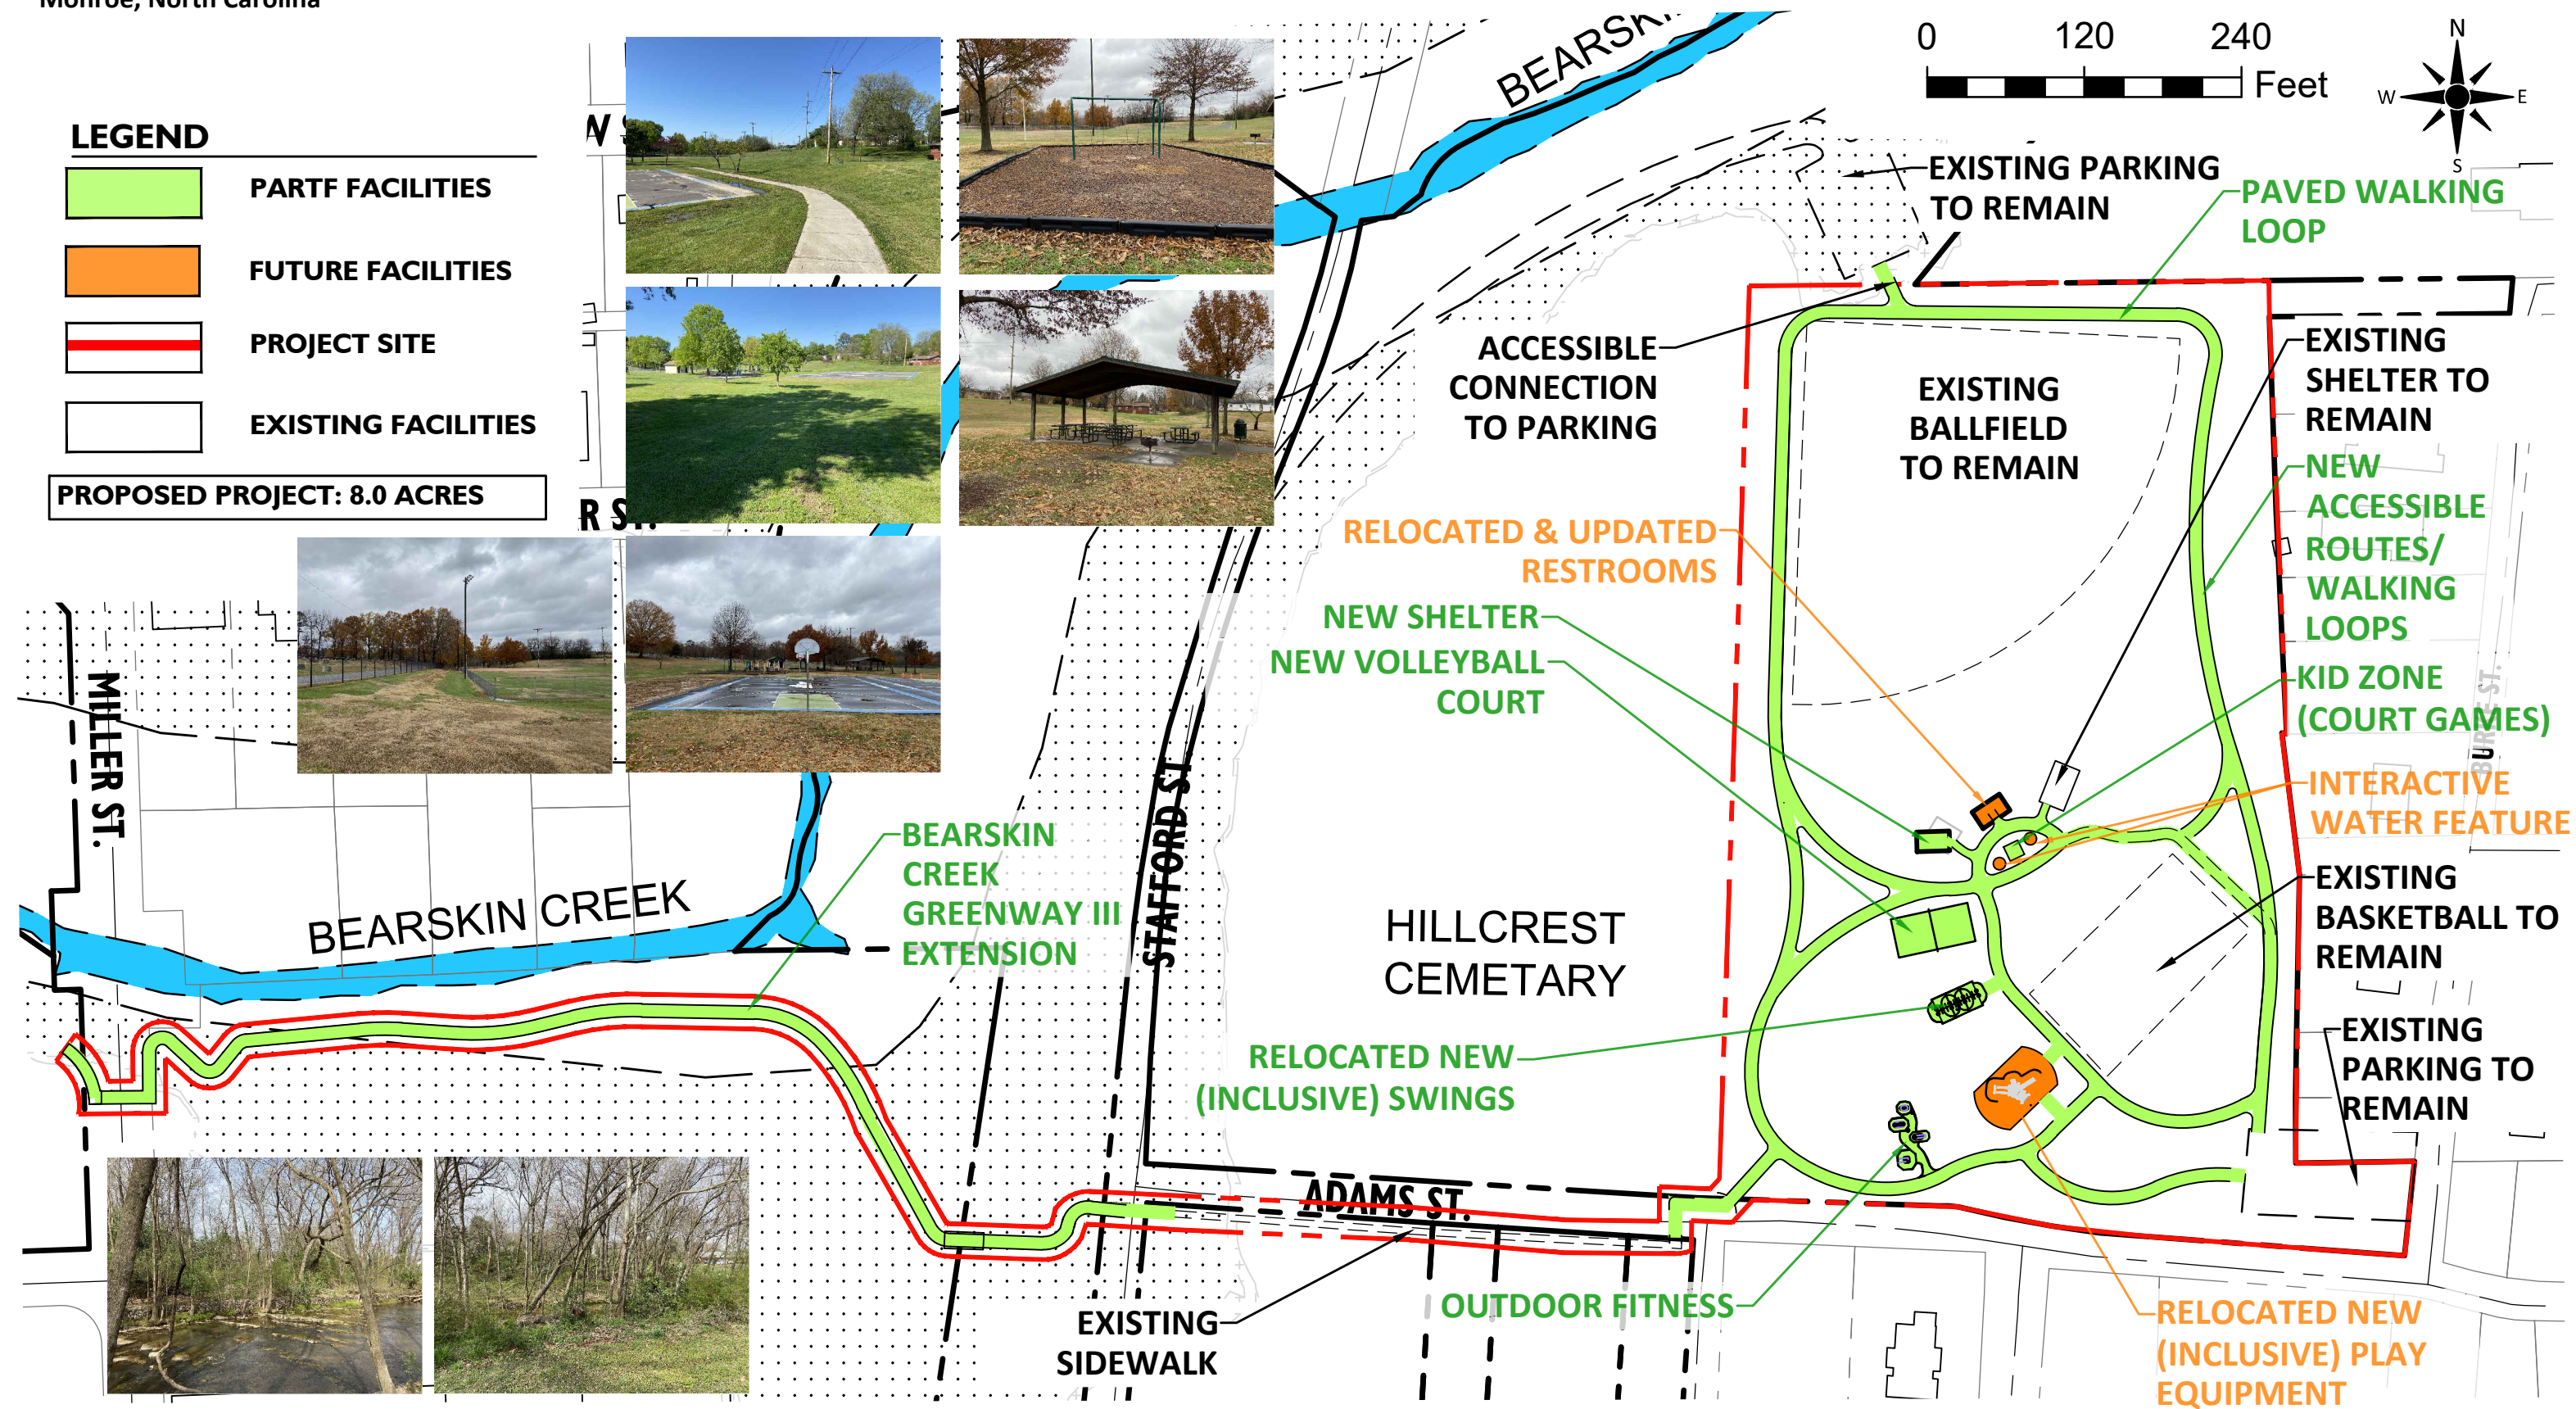 Monroe, North Carolina
LEGEND
PARTF FACILITIES
FUTURE FACILITIES
PROJECT SITE
EXISTING FACILITIES
PROPOSED PROJECT: 8.0 ACRES
0 120 240
Feet
N
W E
S
EXISTING PARKING
TO REMAIN
PAVED WALKING
LOOP
ACCESSIBLE
CONNECTION
TO PARKING
EXISTING
BALLFIELD
TO REMAIN
EXISTING
SHELTER TO
REMAIN
NEW
ACCESSIBLE
ROUTES/
WALKING
LOOPS
RELOCATED & UPDATED
RESTROOMS
NEW SHELTER
NEW VOLLEYBALL
COURT
KID ZONE
(COURT GAMES)
INTERACTIVE
WATER FEATURE
EXISTING
BASKETBALL TO
REMAIN
EXISTING
PARKING TO
REMAIN
MILLER ST.
BEARSKIN CREEK
BEARSKIN
CREEK
GREENWAY III
EXTENSION
STAFFORD ST.
HILLCREST
CEMETARY
RELOCATED NEW
(INCLUSIVE) SWINGS
ADAMS ST.
EXISTING
SIDEWALK
OUTDOOR FITNESS
RELOCATED NEW
(INCLUSIVE) PLAY
EQUIPMENT